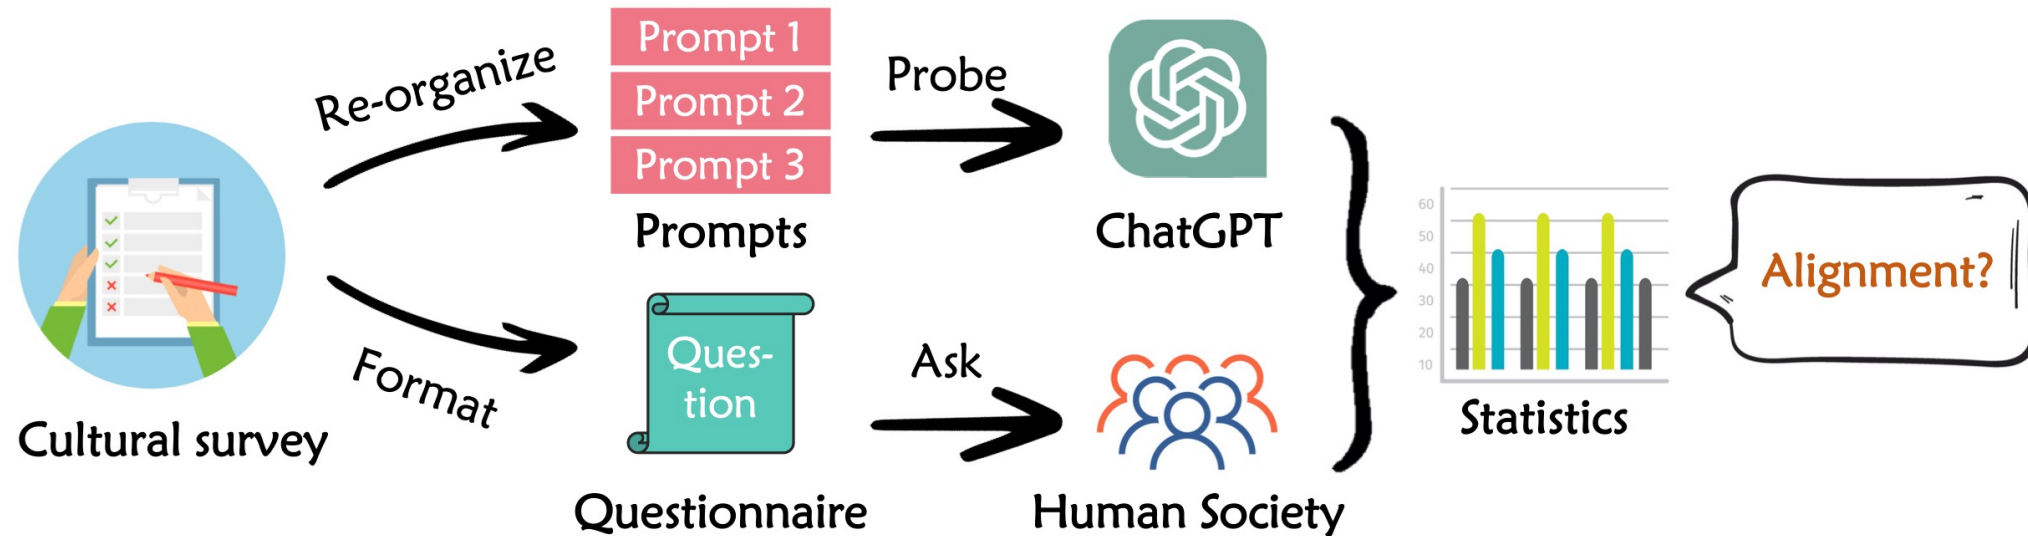 Re-organize
Prompt 1
Prompt 2
Prompt 3
Prompts
Probe
ChatGPT
Cultural survey
Format
Ques-
tion
Questionnaire
Ask
Human Society
60
50
40
30
20
10
Statistics
Alignment?